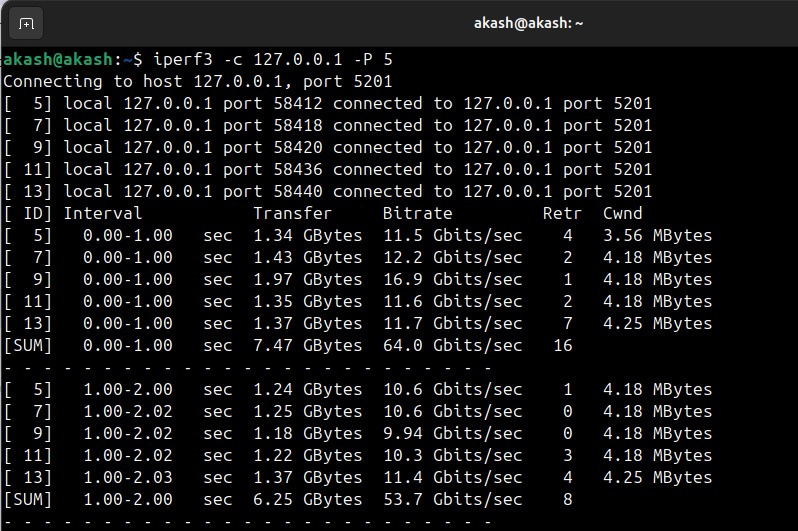 akash@akash: ~
akash@akash:~$ iperf3 -c 127.0.0.1 -P 5
Connecting to host 127.0.0.1, port 5201
[  5] local 127.0.0.1 port 58412 connected to 127.0.0.1 port 5201
[  7] local 127.0.0.1 port 58418 connected to 127.0.0.1 port 5201
[  9] local 127.0.0.1 port 58420 connected to 127.0.0.1 port 5201
[ 11] local 127.0.0.1 port 58436 connected to 127.0.0.1 port 5201
[ 13] local 127.0.0.1 port 58440 connected to 127.0.0.1 port 5201
[ ID] Interval           Transfer     Bitrate         Retr  Cwnd
[  5]   0.00-1.00   sec  1.34 GBytes  11.5 Gbits/sec    4   3.56 MBytes
[  7]   0.00-1.00   sec  1.43 GBytes  12.2 Gbits/sec    2   4.18 MBytes
[  9]   0.00-1.00   sec  1.97 GBytes  16.9 Gbits/sec    1   4.18 MBytes
[ 11]   0.00-1.00   sec  1.35 GBytes  11.6 Gbits/sec    2   4.18 MBytes
[ 13]   0.00-1.00   sec  1.37 GBytes  11.7 Gbits/sec    7   4.25 MBytes
[SUM]   0.00-1.00   sec  7.47 GBytes  64.0 Gbits/sec   16
- - - - - - - - - - - - - - - - - - - - - - - - -
[  5]   1.00-2.00   sec  1.24 GBytes  10.6 Gbits/sec    1   4.18 MBytes
[  7]   1.00-2.02   sec  1.25 GBytes  10.6 Gbits/sec    0   4.18 MBytes
[  9]   1.00-2.02   sec  1.18 GBytes  9.94 Gbits/sec    0   4.18 MBytes
[ 11]   1.00-2.02   sec  1.22 GBytes  10.3 Gbits/sec    3   4.18 MBytes
[ 13]   1.00-2.03   sec  1.37 GBytes  11.4 Gbits/sec    4   4.25 MBytes
[SUM]   1.00-2.00   sec  6.25 GBytes  53.7 Gbits/sec    8
- - - - - - - - - - - - - - - - - - - - - - - - -